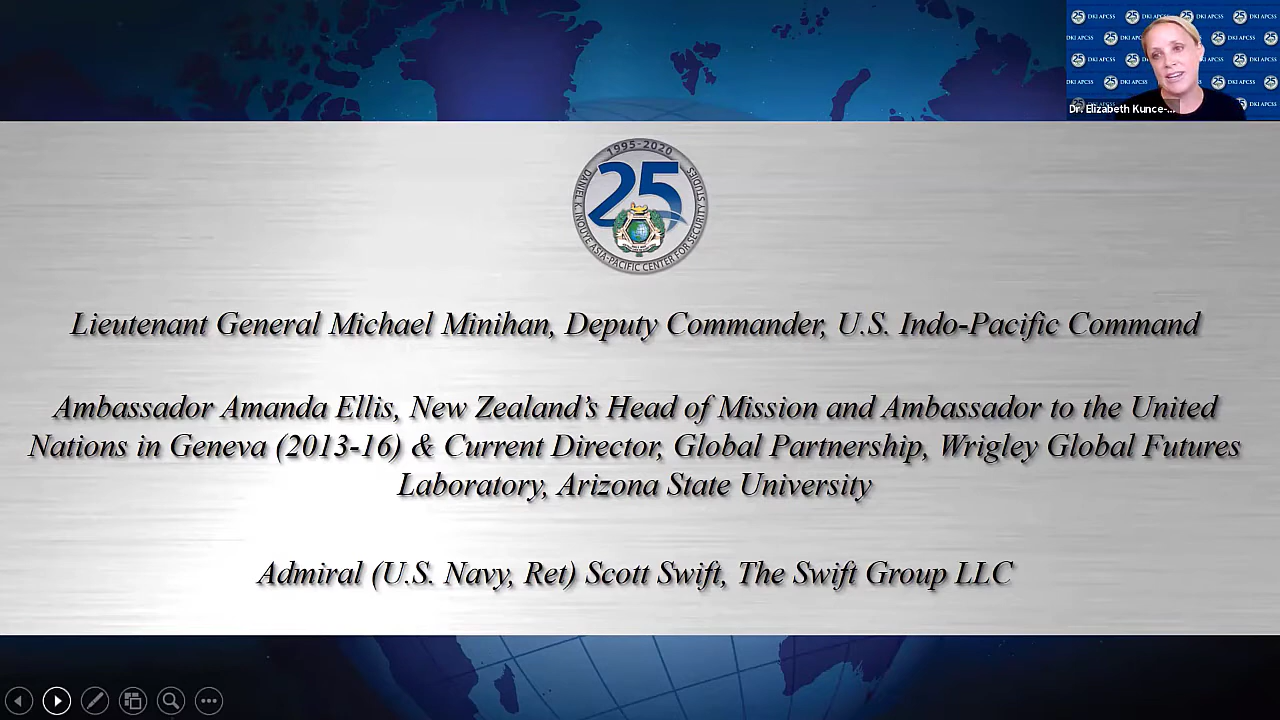 25 DKI APCSS
Dr. Elizabeth Kunce-...
1995-2020
25
DANIEL K. INOUYE ASIA-PACIFIC CENTER FOR SECURITY STUDIES
Lieutenant General Michael Minihan, Deputy Commander, U.S. Indo-Pacific Command
Ambassador Amanda Ellis, New Zealand’s Head of Mission and Ambassador to the United
Nations in Geneva (2013-16) & Current Director, Global Partnership, Wrigley Global Futures
Laboratory, Arizona State University
Admiral (U.S. Navy, Ret) Scott Swift, The Swift Group LLC